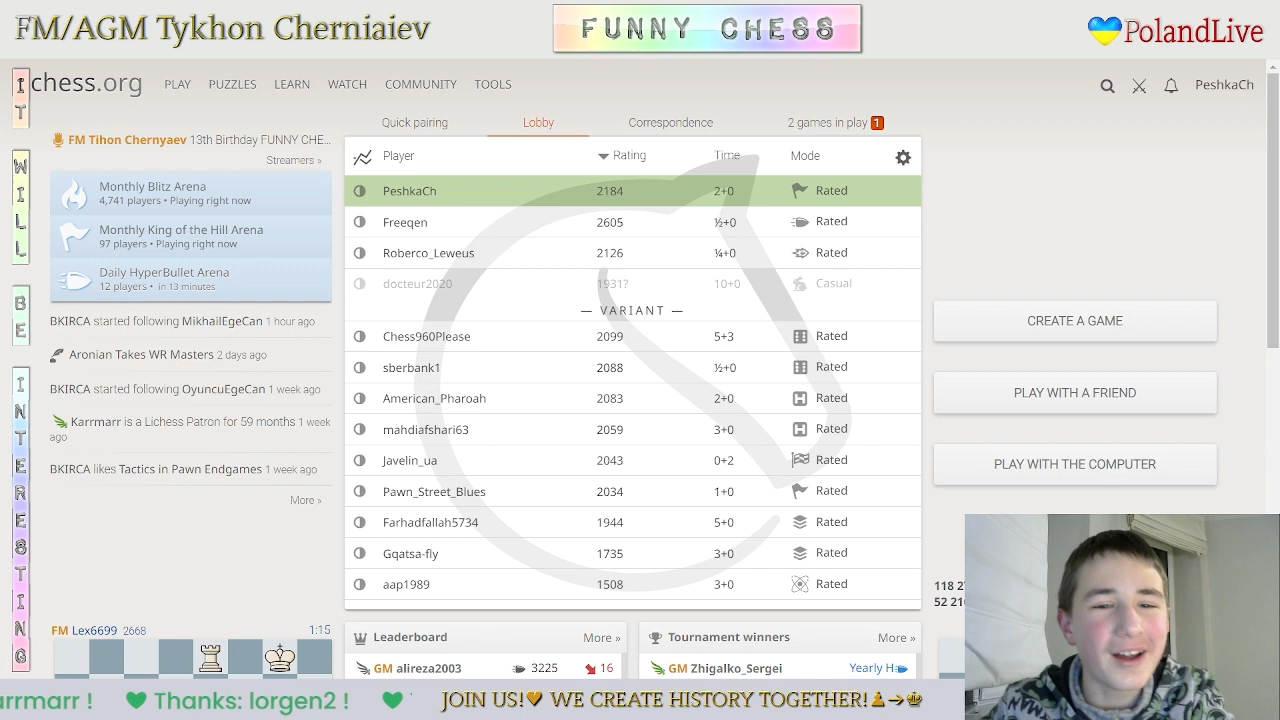 FM/AGM Tykhon Cherniaiev
FUNNY CHESS
PolandLive
IT WILL BE INTERESTING
chess.org
PLAY PUZZLES LEARN WATCH COMMUNITY TOOLS
PeshkaCh
FM Tihon Chernyaev 13th Birthday FUNNY CHE...
Streamers »
Monthly Blitz Arena
4,741 players • Playing right now
Monthly King of the Hill Arena
97 players • Playing right now
Daily HyperBullet Arena
12 players • in 13 minutes
BKIRCA started following MikhailEgeCan 1 hour ago
Aronian Takes WR Masters 2 days ago
BKIRCA started following OyuncuEgeCan 1 week ago
Karrmarr is a Lichess Patron for 59 months 1 week
ago
BKIRCA likes Tactics in Pawn Endgames 1 week ago
More »
FM Lex6699 2668 1:15
Quick pairing Lobby Correspondence 2 games in play 1
Player Rating Time Mode
PeshkaCh 2184 2+0 Rated
Freeqen 2605 ½+0 Rated
Roberco_Leweus 2126 ¼+0 Rated
docteur2020 1931? 10+0 Casual
— VARIANT —
Chess960Please 2099 5+3 Rated
sberbank1 2088 ½+0 Rated
American_Pharoah 2083 2+0 Rated
mahdiafshari63 2059 3+0 Rated
Javelin_ua 2043 0+2 Rated
Pawn_Street_Blues 2034 1+0 Rated
Farhadfallah5734 1944 5+0 Rated
Gqatsa-fly 1735 3+0 Rated
aap1989 1508 3+0 Rated
CREATE A GAME
PLAY WITH A FRIEND
PLAY WITH THE COMPUTER
118 2
52 21
Leaderboard More »
GM alireza2003 3225 16
Tournament winners More »
GM Zhigalko_Sergei Yearly H
arrmarr ! Thanks: lorgen2 !
JOIN US! WE CREATE HISTORY TOGETHER!